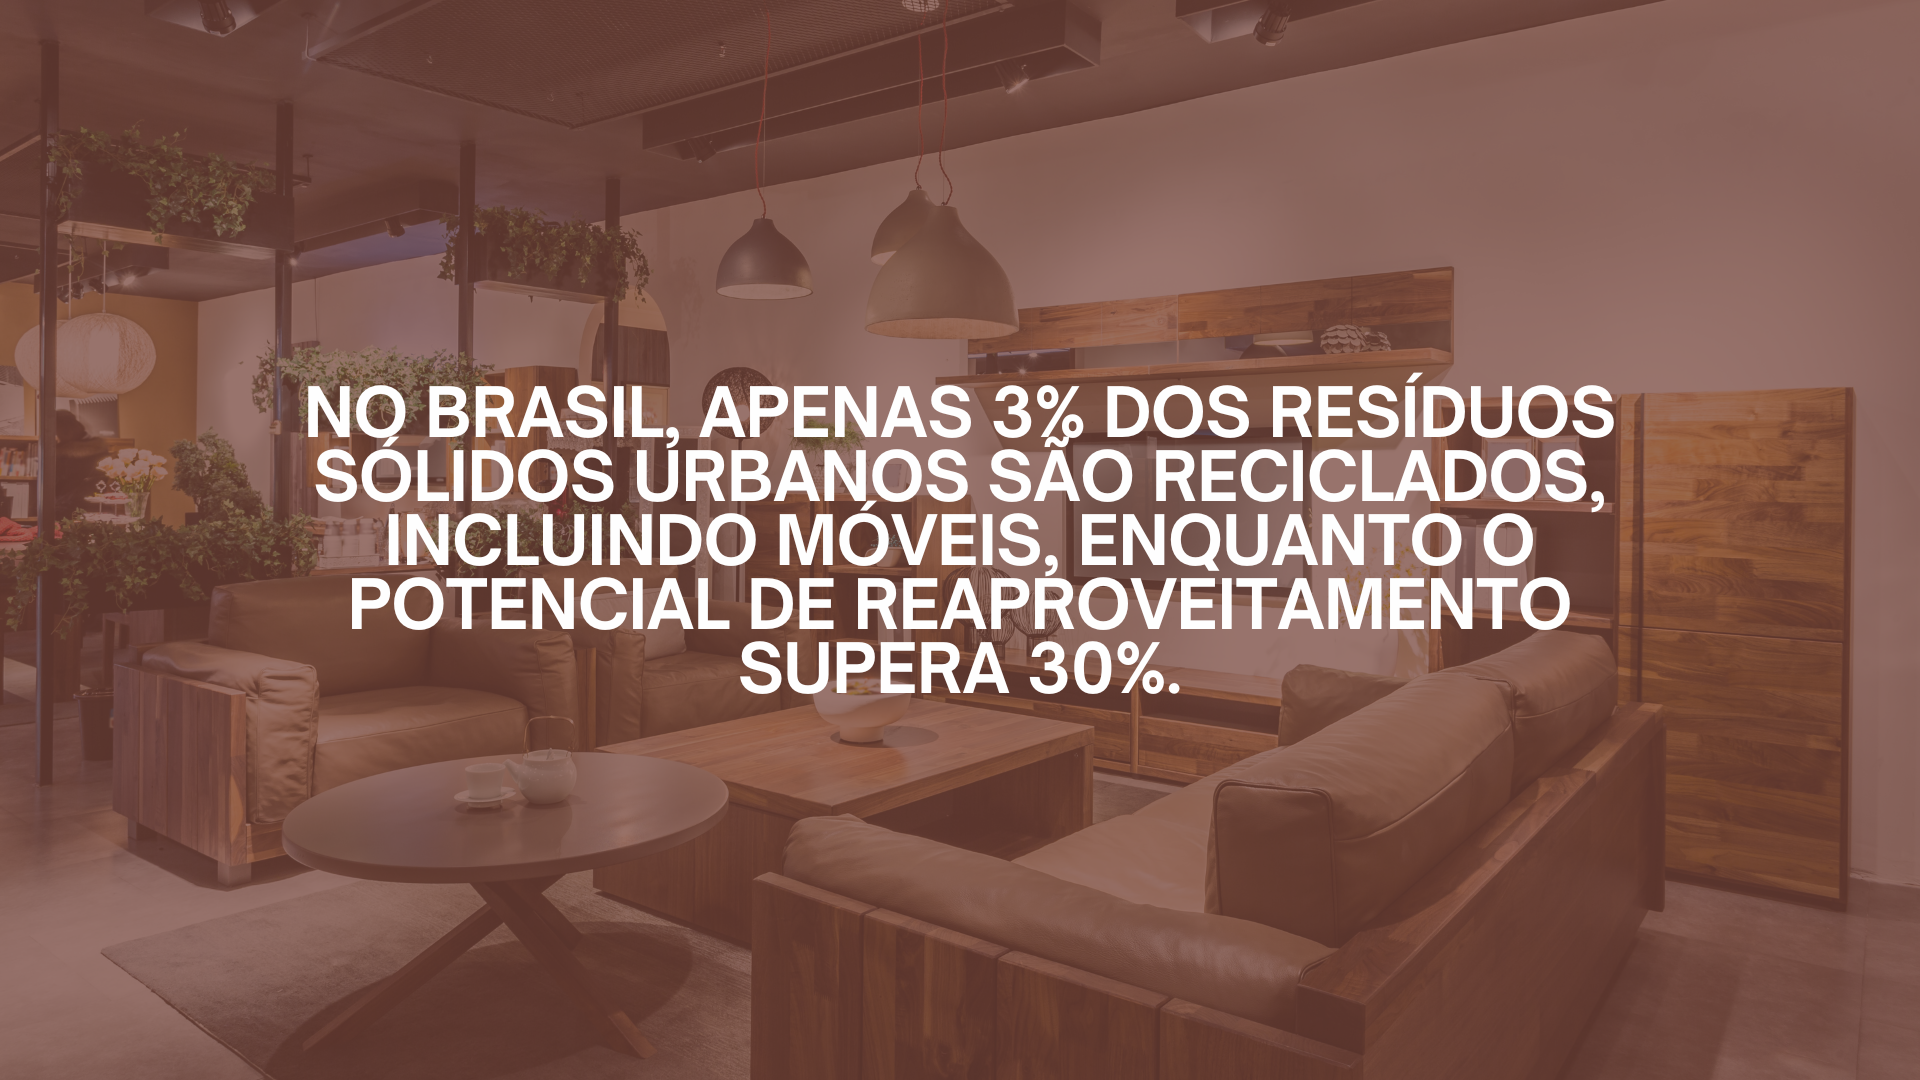 NO BRASIL, APENAS 3% DOS RESÍDUOS
SÓLIDOS URBANOS SÃO RECICLADOS,
INCLUINDO MÓVEIS, ENQUANTO O
POTENCIAL DE REAPROVEITAMENTO
SUPERA 30%.